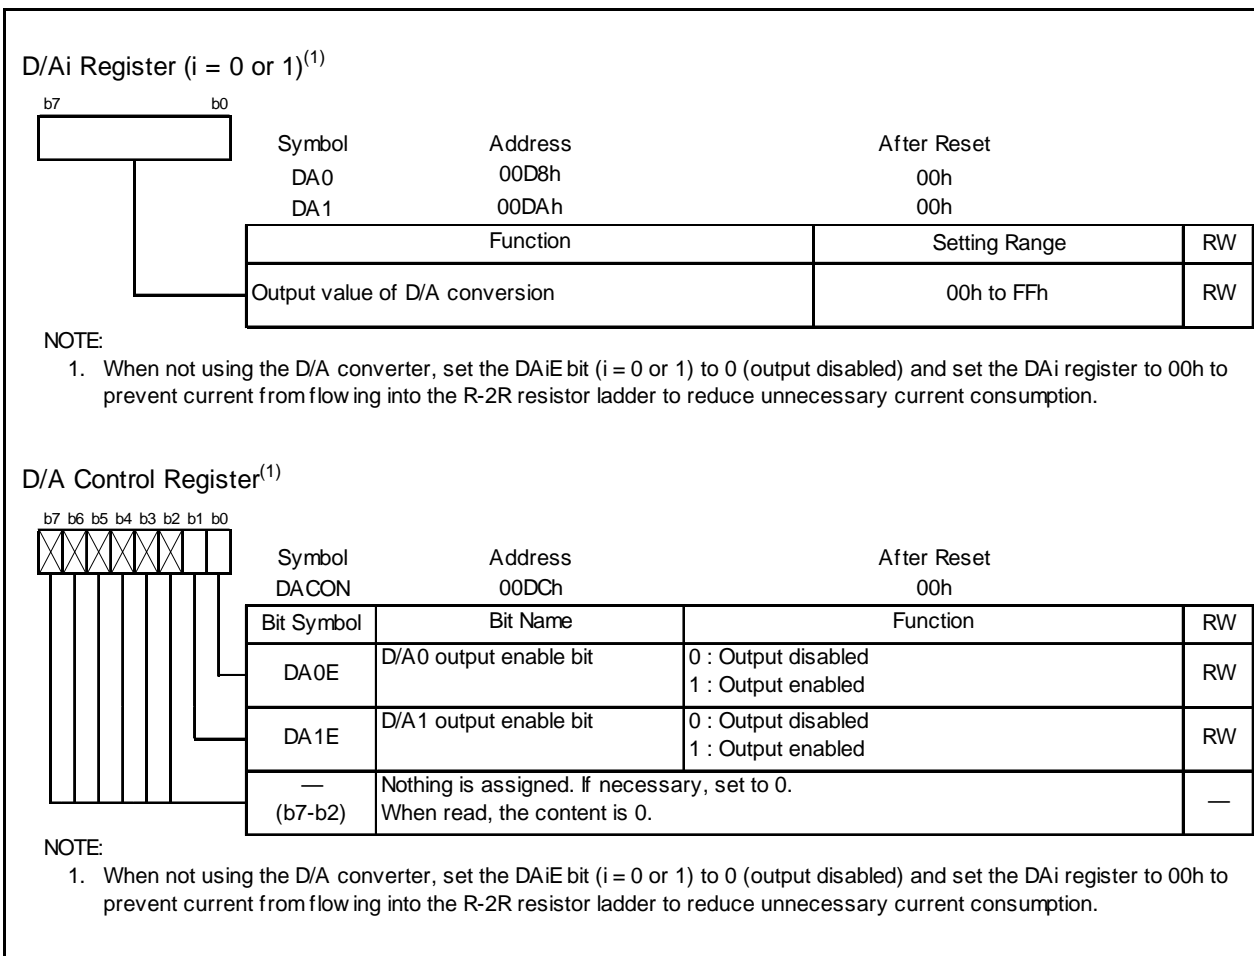 D/Ai Register (i = 0 or 1)(1)
b7 b0
Symbol Address After Reset
DA0 00D8h 00h
DA1 00DAh 00h
Function Setting Range RW
Output value of D/A conversion 00h to FFh RW
NOTE:
1. When not using the D/A converter, set the DAiE bit (i = 0 or 1) to 0 (output disabled) and set the DAi register to 00h to
prevent current from flowing into the R-2R resistor ladder to reduce unnecessary current consumption.
D/A Control Register(1)
b7 b6 b5 b4 b3 b2 b1 b0
Symbol Address After Reset
DACON 00DCh 00h
Bit Symbol Bit Name Function RW
DA0E D/A0 output enable bit 0 : Output disabled
1 : Output enabled RW
DA1E D/A1 output enable bit 0 : Output disabled
1 : Output enabled RW
— Nothing is assigned. If necessary, set to 0.
(b7-b2) When read, the content is 0. —
NOTE:
1. When not using the D/A converter, set the DAiE bit (i = 0 or 1) to 0 (output disabled) and set the DAi register to 00h to
prevent current from flowing into the R-2R resistor ladder to reduce unnecessary current consumption.